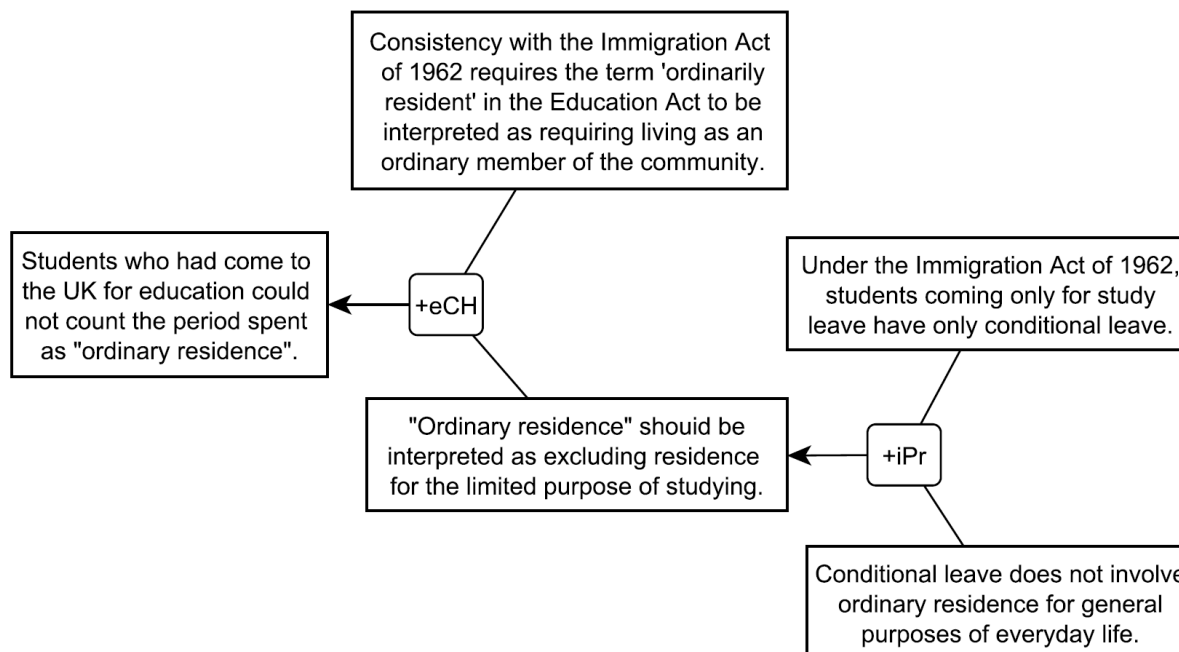 Consistency with the Immigration Act
of 1962 requires the term 'ordinarily
resident' in the Education Act to be
interpreted as requiring living as an
ordinary member of the community.
Students who had come to
the UK for education could
not count the period spent
as "ordinary residence".
+eCH
Under the Immigration Act of 1962,
students coming only for study
leave have only conditional leave.
"Ordinary residence" shouid be
interpreted as excluding residence
for the limited purpose of studying.
+iPr
Conditional leave does not involve
ordinary residence for general
purposes of everyday life.